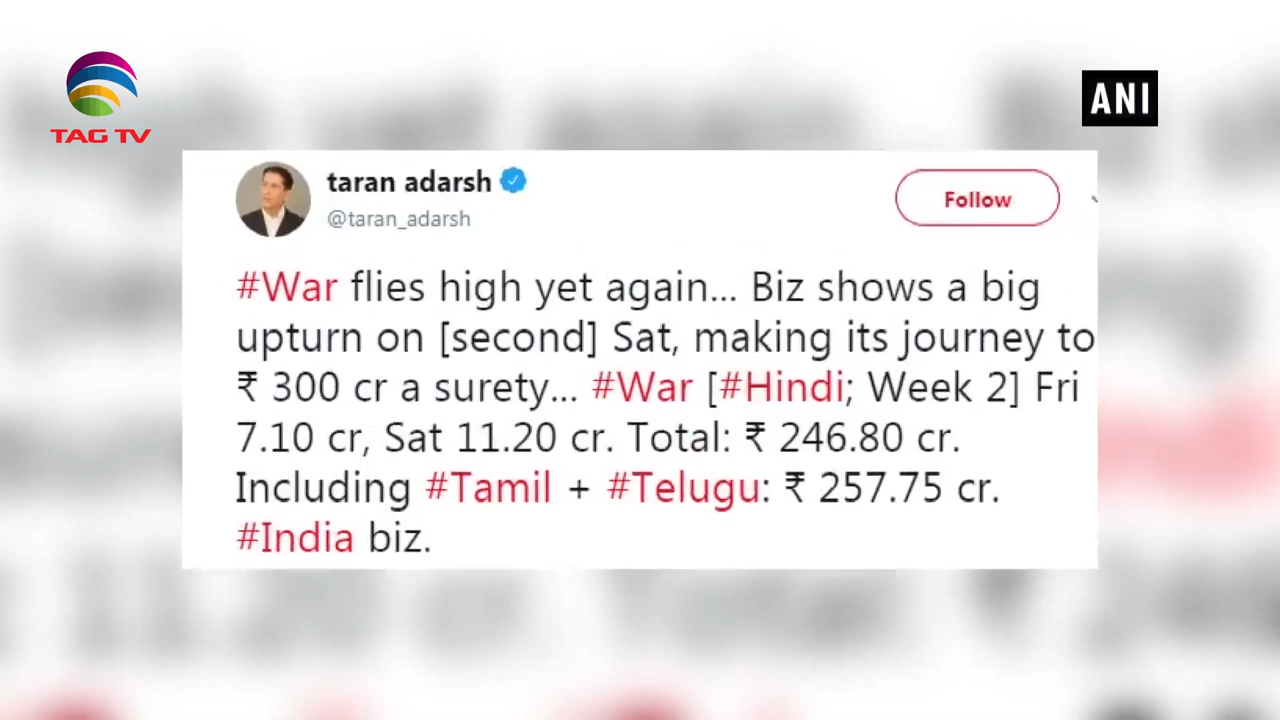 TAG TV
ANI
taran adarsh
@taran_adarsh
Follow
#War flies high yet again... Biz shows a big
upturn on [second] Sat, making its journey to
₹ 300 cr a surety... #War [#Hindi; Week 2] Fri
7.10 cr, Sat 11.20 cr. Total: ₹ 246.80 cr.
Including #Tamil + #Telugu: ₹ 257.75 cr.
#India biz.